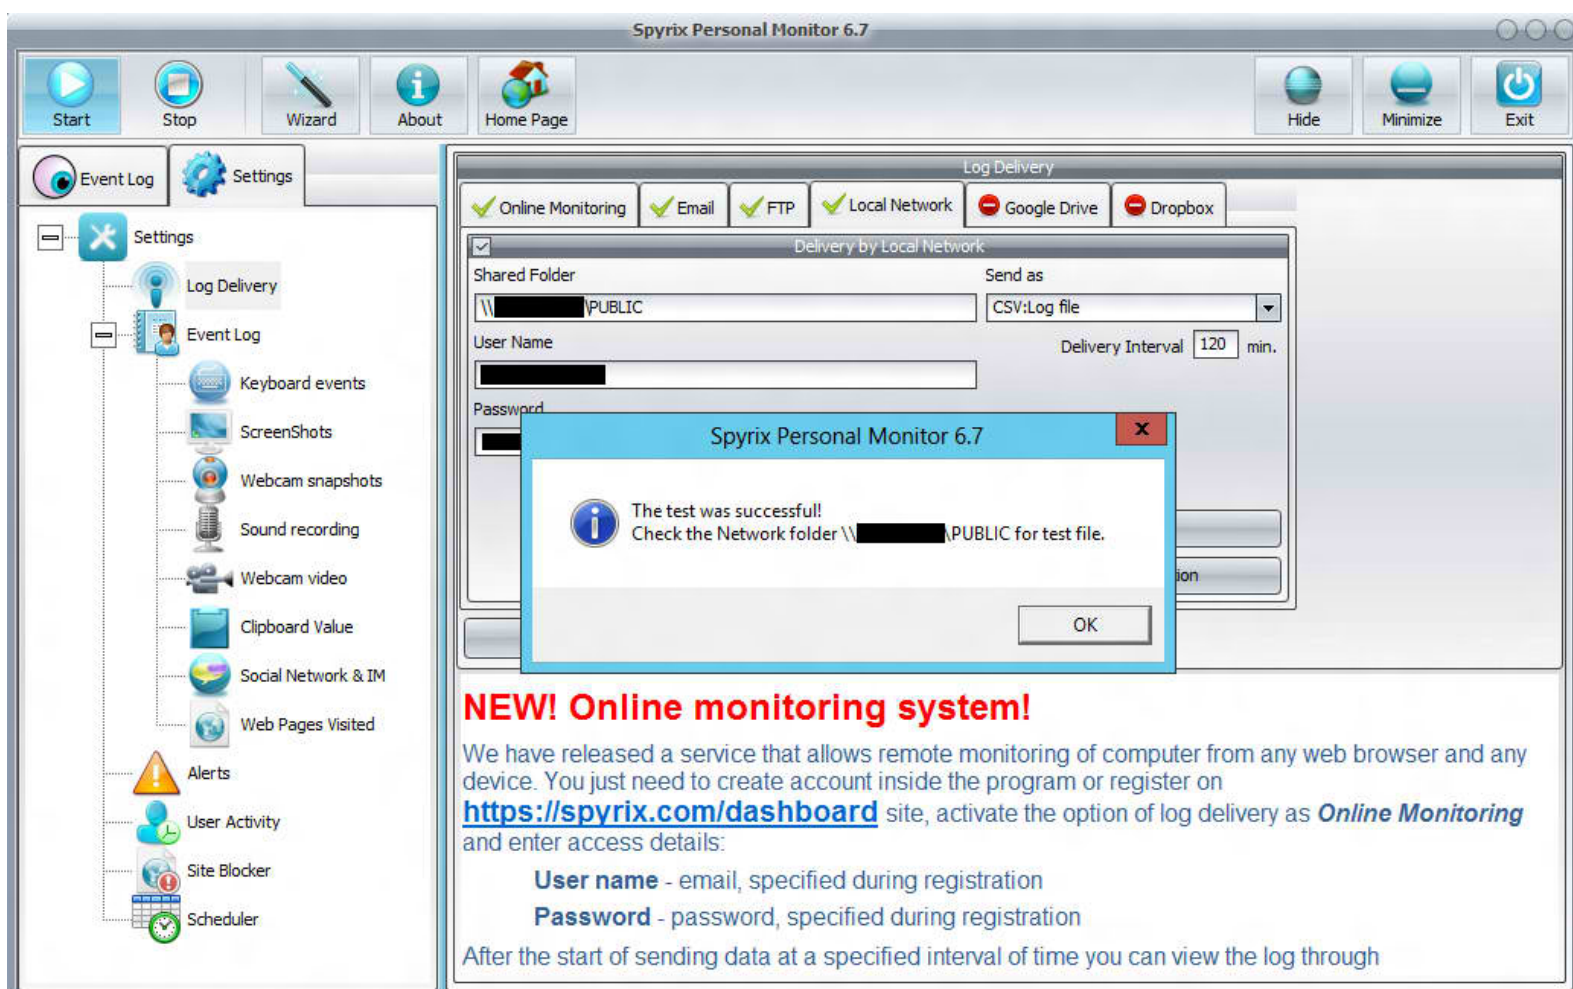 Spyrix Personal Monitor 6.7
Start
Stop
Wizard
About
Home Page
Hide
Minimize
Exit
Event Log
Settings
Settings
Log Delivery
Event Log
Keyboard events
ScreenShots
Webcam snapshots
Sound recording
Webcam video
Clipboard Value
Social Network & IM
Web Pages Visited
Alerts
User Activity
Site Blocker
Scheduler
Log Delivery
Online Monitoring
Email
FTP
Local Network
Google Drive
Dropbox
Delivery by Local Network
Shared Folder
Send as
\\ \PUBLIC
CSV:Log file
User Name
Delivery Interval 120 min.
Password
Spyrix Personal Monitor 6.7
x
The test was successful!
Check the Network folder \\ \PUBLIC for test file.
OK
NEW! Online monitoring system!
We have released a service that allows remote monitoring of computer from any web browser and any
device. You just need to create account inside the program or register on
https://spyrix.com/dashboard site, activate the option of log delivery as Online Monitoring
and enter access details:
User name - email, specified during registration
Password - password, specified during registration
After the start of sending data at a specified interval of time you can view the log through